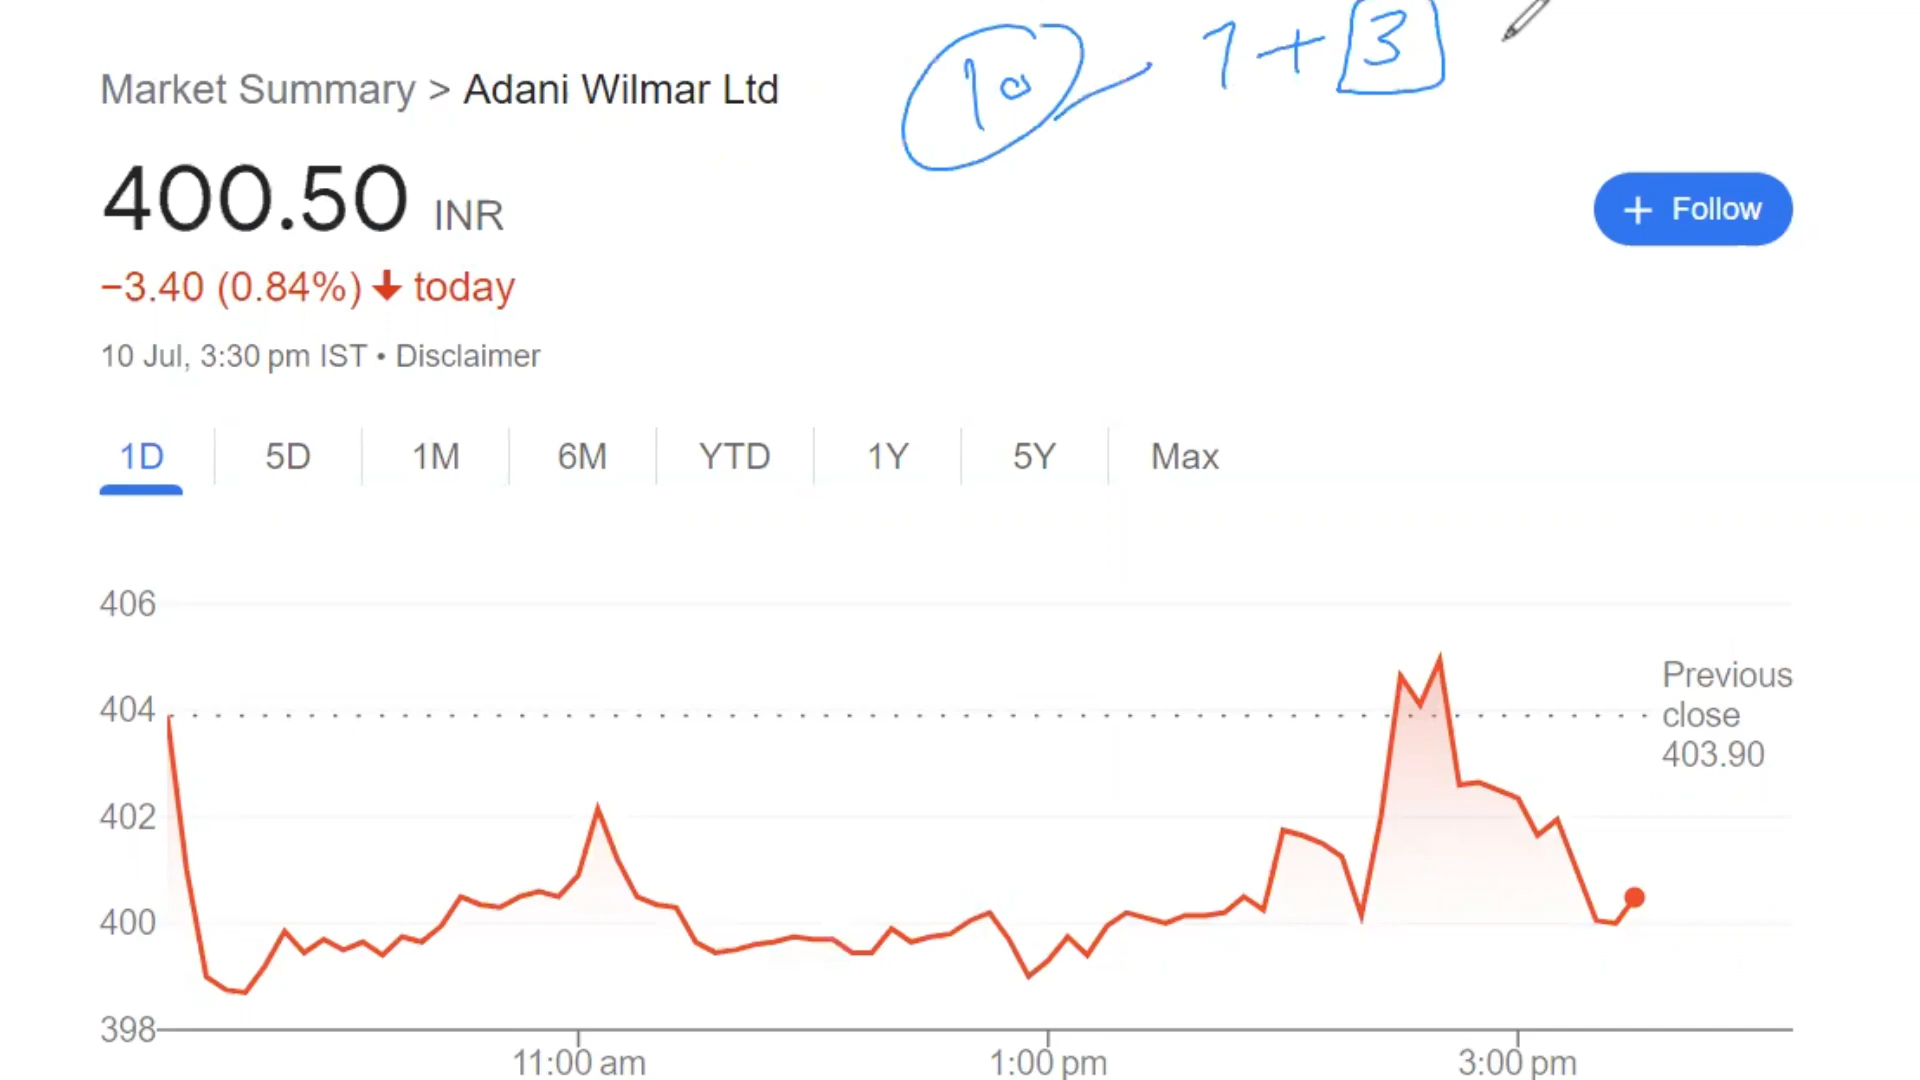 10 1 + 3
Market Summary > Adani Wilmar Ltd
400.50 INR
+ Follow
−3.40 (0.84%) ↓ today
10 Jul, 3:30 pm IST • Disclaimer
1D 5D 1M 6M YTD 1Y 5Y Max
406
Previous
404
close
403.90
402
400
398
11:00 am 1:00 pm 3:00 pm